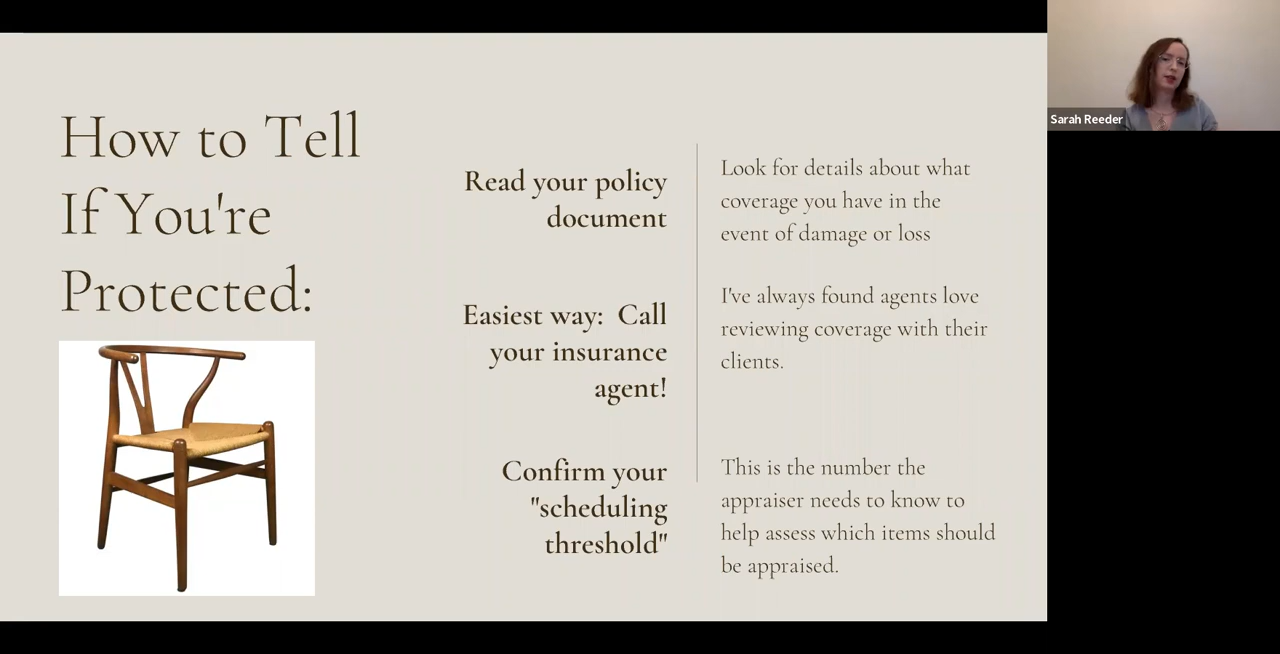 How to Tell
If You're
Protected:
Read your policy
document
Look for details about what
coverage you have in the
event of damage or loss
Easiest way:  Call
your insurance
agent!
I've always found agents love
reviewing coverage with their
clients.
Confirm your
"scheduling
threshold"
This is the number the
appraiser needs to know to
help assess which items should
be appraised.
Sarah Reeder